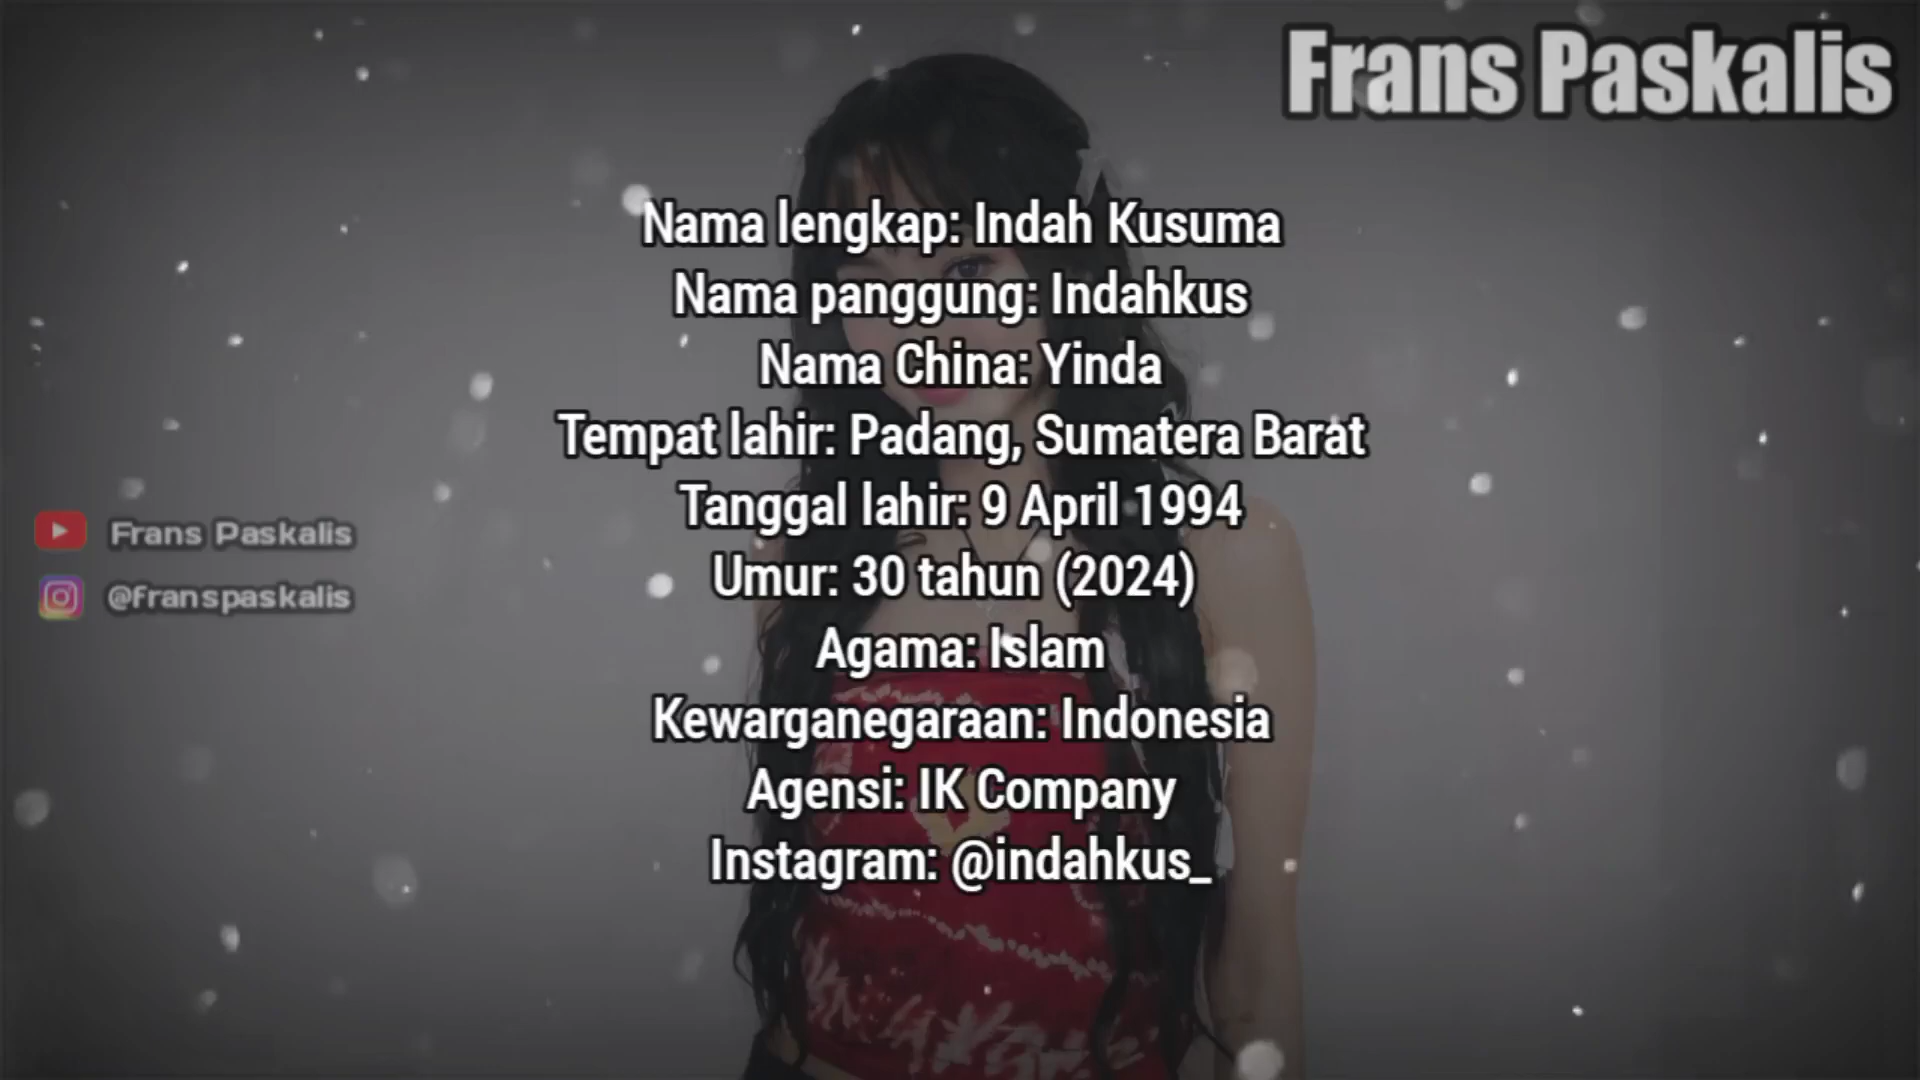 Frans Paskalis
Nama lengkap: Indah Kusuma
Nama panggung: Indahkus
Nama China: Yinda
Tempat lahir: Padang, Sumatera Barat
Tanggal lahir: 9 April 1994
Umur: 30 tahun (2024)
Agama: Islam
Kewarganegaraan: Indonesia
Agensi: IK Company
Instagram: @indahkus_
Frans Paskalis
@franspaskalis